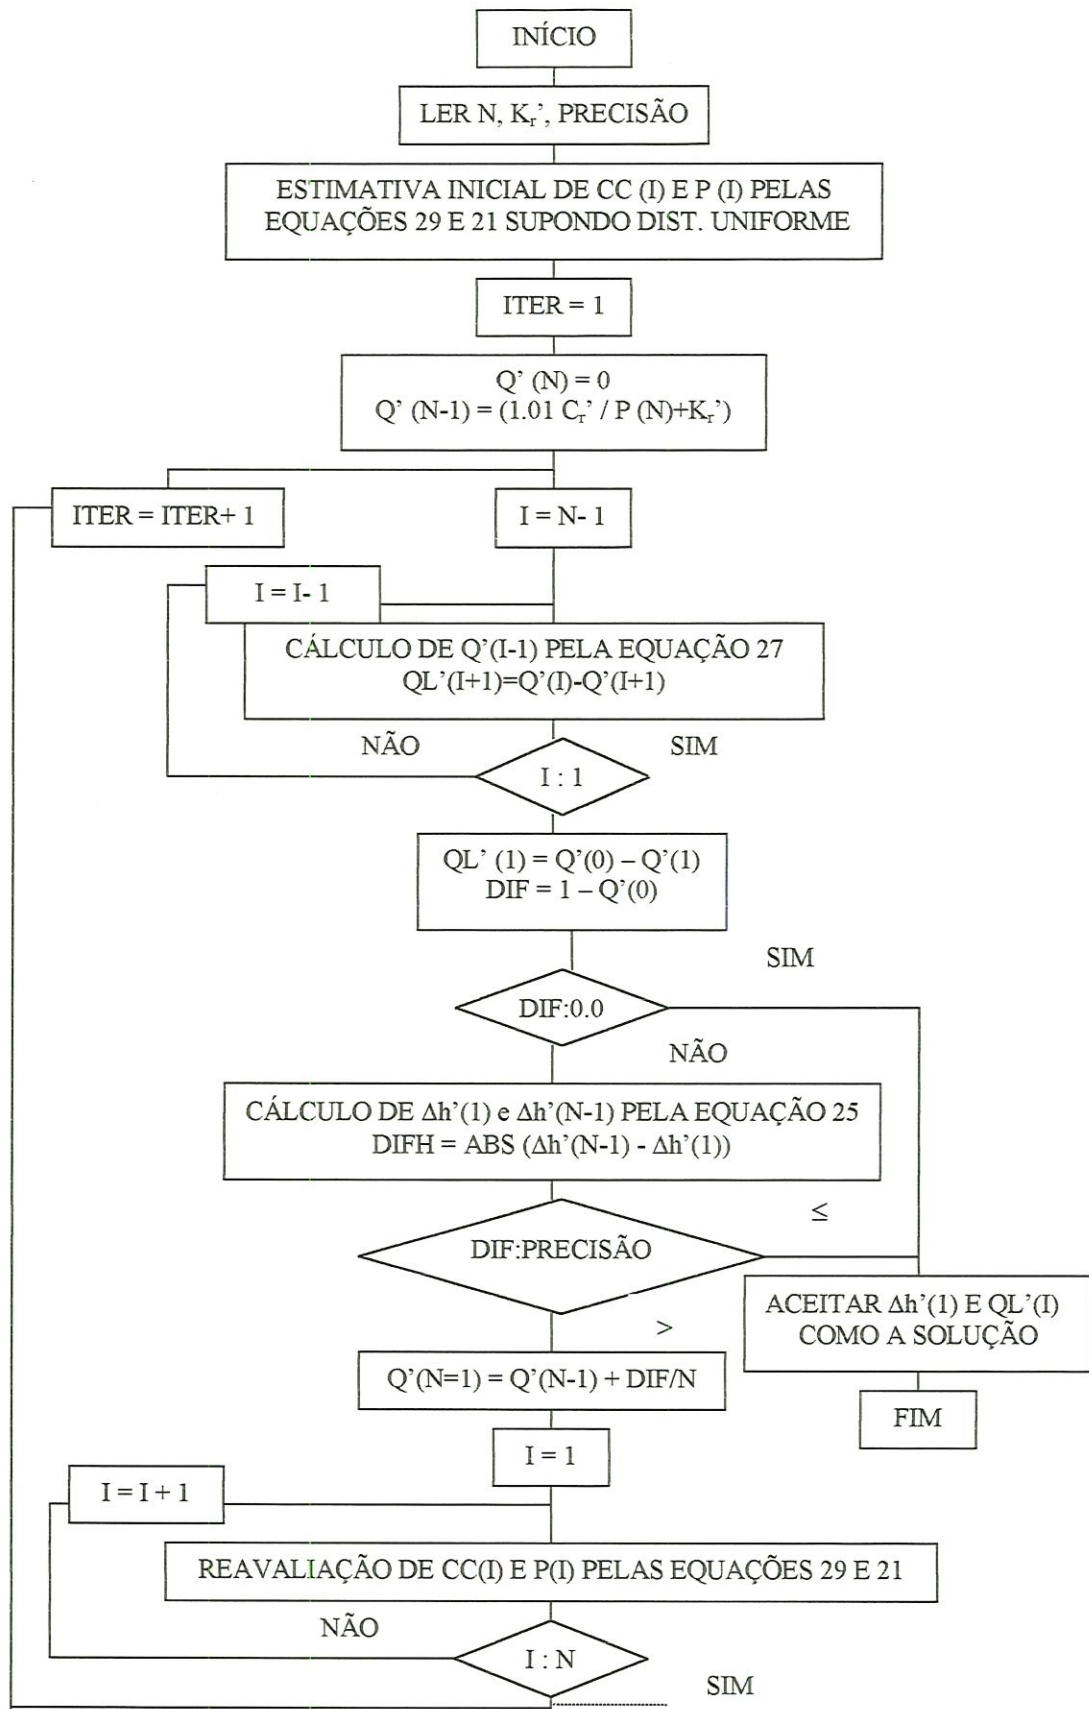 INÍCIO
LER N, Kr’, PRECISÃO
ESTIMATIVA INICIAL DE CC (I) E P (I) PELAS
EQUAÇÕES 29 E 21 SUPONDO DIST. UNIFORME
ITER = 1
Q’ (N) = 0
Q’ (N-1) = (1.01 Cr’ / P (N)+Kr’)
ITER = ITER+ 1
I = N- 1
I = I- 1
CÁLCULO DE Q’(I-1) PELA EQUAÇÃO 27
QL’(I+1)=Q’(I)-Q’(I+1)
NÃO
SIM
I : 1
QL’ (1) = Q’(0) – Q’(1)
DIF = 1 – Q’(0)
SIM
DIF:0.0
NÃO
CÁLCULO DE Δh’(1) e Δh’(N-1) PELA EQUAÇÃO 25
DIFH = ABS (Δh’(N-1) - Δh’(1))
≤
DIF:PRECISÃO
ACEITAR Δh’(1) E QL’(I)
COMO A SOLUÇÃO
>
Q’(N=1) = Q’(N-1) + DIF/N
FIM
I = 1
I = I + 1
REAVALIAÇÃO DE CC(I) E P(I) PELAS EQUAÇÕES 29 E 21
NÃO
I : N
SIM